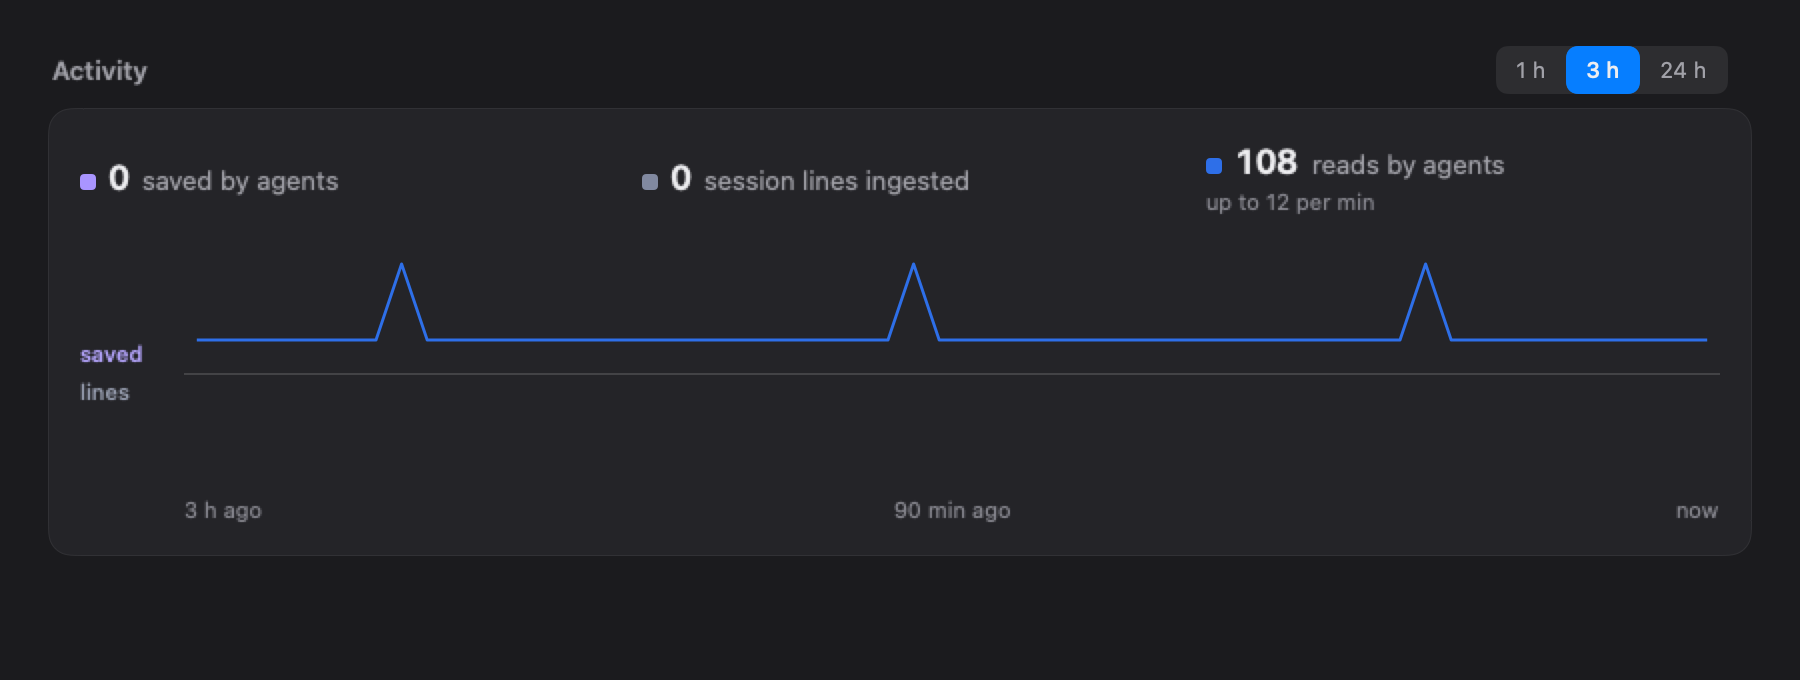 Activity
1 h 3 h 24 h
0 saved by agents
0 session lines ingested
108 reads by agents
up to 12 per min
saved
lines
3 h ago
90 min ago
now